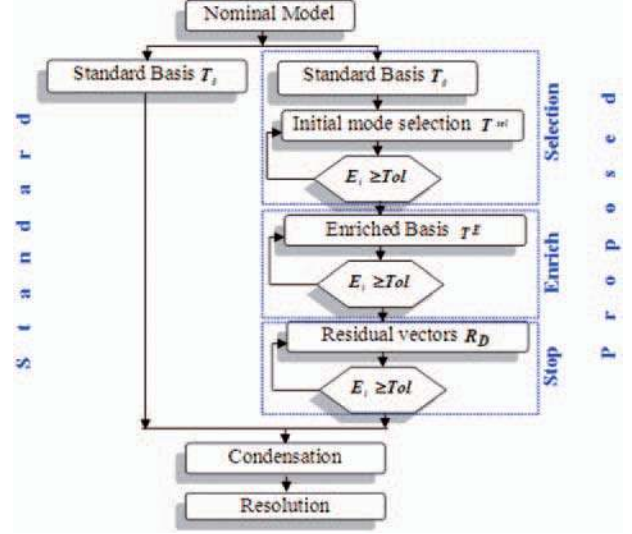 Nominal Model
Standard Basis T_s
Standard Basis T_s
Initial mode selection T^sel
E_i ≥Tol
Selection
Enriched Basis T^E
E_i ≥Tol
Enrich
Residual vectors R_D
E_i ≥Tol
Stop
Condensation
Resolution
Standard
Proposed